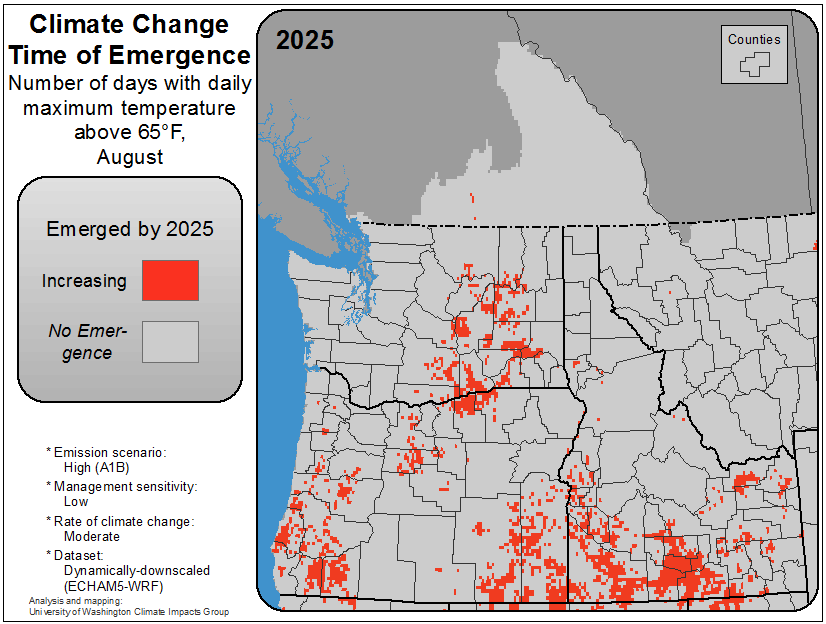 Climate Change
Time of Emergence
Number of days with daily
maximum temperature
above 65°F,
August
2025
Counties
Emerged by 2025
Increasing
No Emer-
gence
* Emission scenario:
High (A1B)
* Management sensitivity:
Low
* Rate of climate change:
Moderate
* Dataset:
Dynamically-downscaled
(ECHAM5-WRF)
Analysis and mapping:
University of Washington Climate Impacts Group